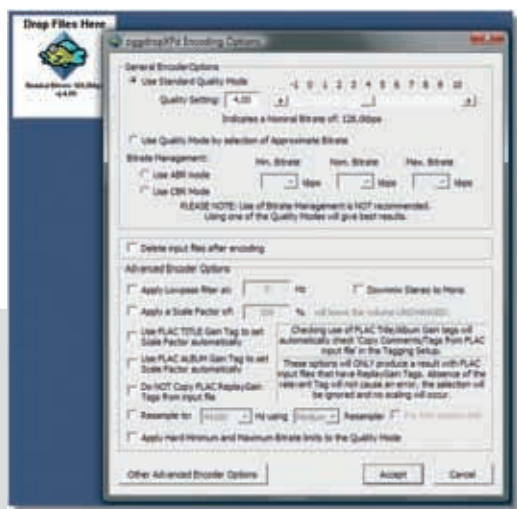 Drop Files Here
oggdropXPd Encoding Options
General Encoder Options
Use Standard Quality Mode
-1 0 1 2 3 4 5 6 7 8 9 10
Quality Setting: 4.00
Indicates a Nominal Bitrate of: 128.0kbps
Use Quality Mode by selection of Approximate Bitrate
Bitrate Management:
Min. Bitrate Nom. Bitrate Max. Bitrate
Use ABR mode
kbps kbps kbps
Use CBR Mode
PLEASE NOTE: Use of Bitrate Management is NOT recommended.
Using one of the Quality Modes will give best results.
Delete input files after encoding
Advanced Encoder Options
Apply Lowpass filter at: Hz Downmix Stereo to Mono
Apply a Scale Factor of: % will leave the volume UNCHANGED.
Use FLAC TITLE Gain Tag to set
Scale Factor automatically
Use FLAC ALBUM Gain Tag to set
Scale Factor automatically
Do NOT Copy FLAC ReplayGain
Tags from input file
Checking use of FLAC Title/Album Gain tags will
automatically check 'Copy Comments/Tags from FLAC
input file' in the Tagging Setup.
These options will ONLY produce a result with FLAC
input files that have ReplayGain Tags. Absence of the
relevant Tag will not cause an error, the selection will
be ignored and no scaling will occur.
Resample to: Hz using Medium Resampler
Apply Hard Minimum and Maximum Bitrate limits to the Quality Mode
Other Advanced Encoder Options Accept Cancel